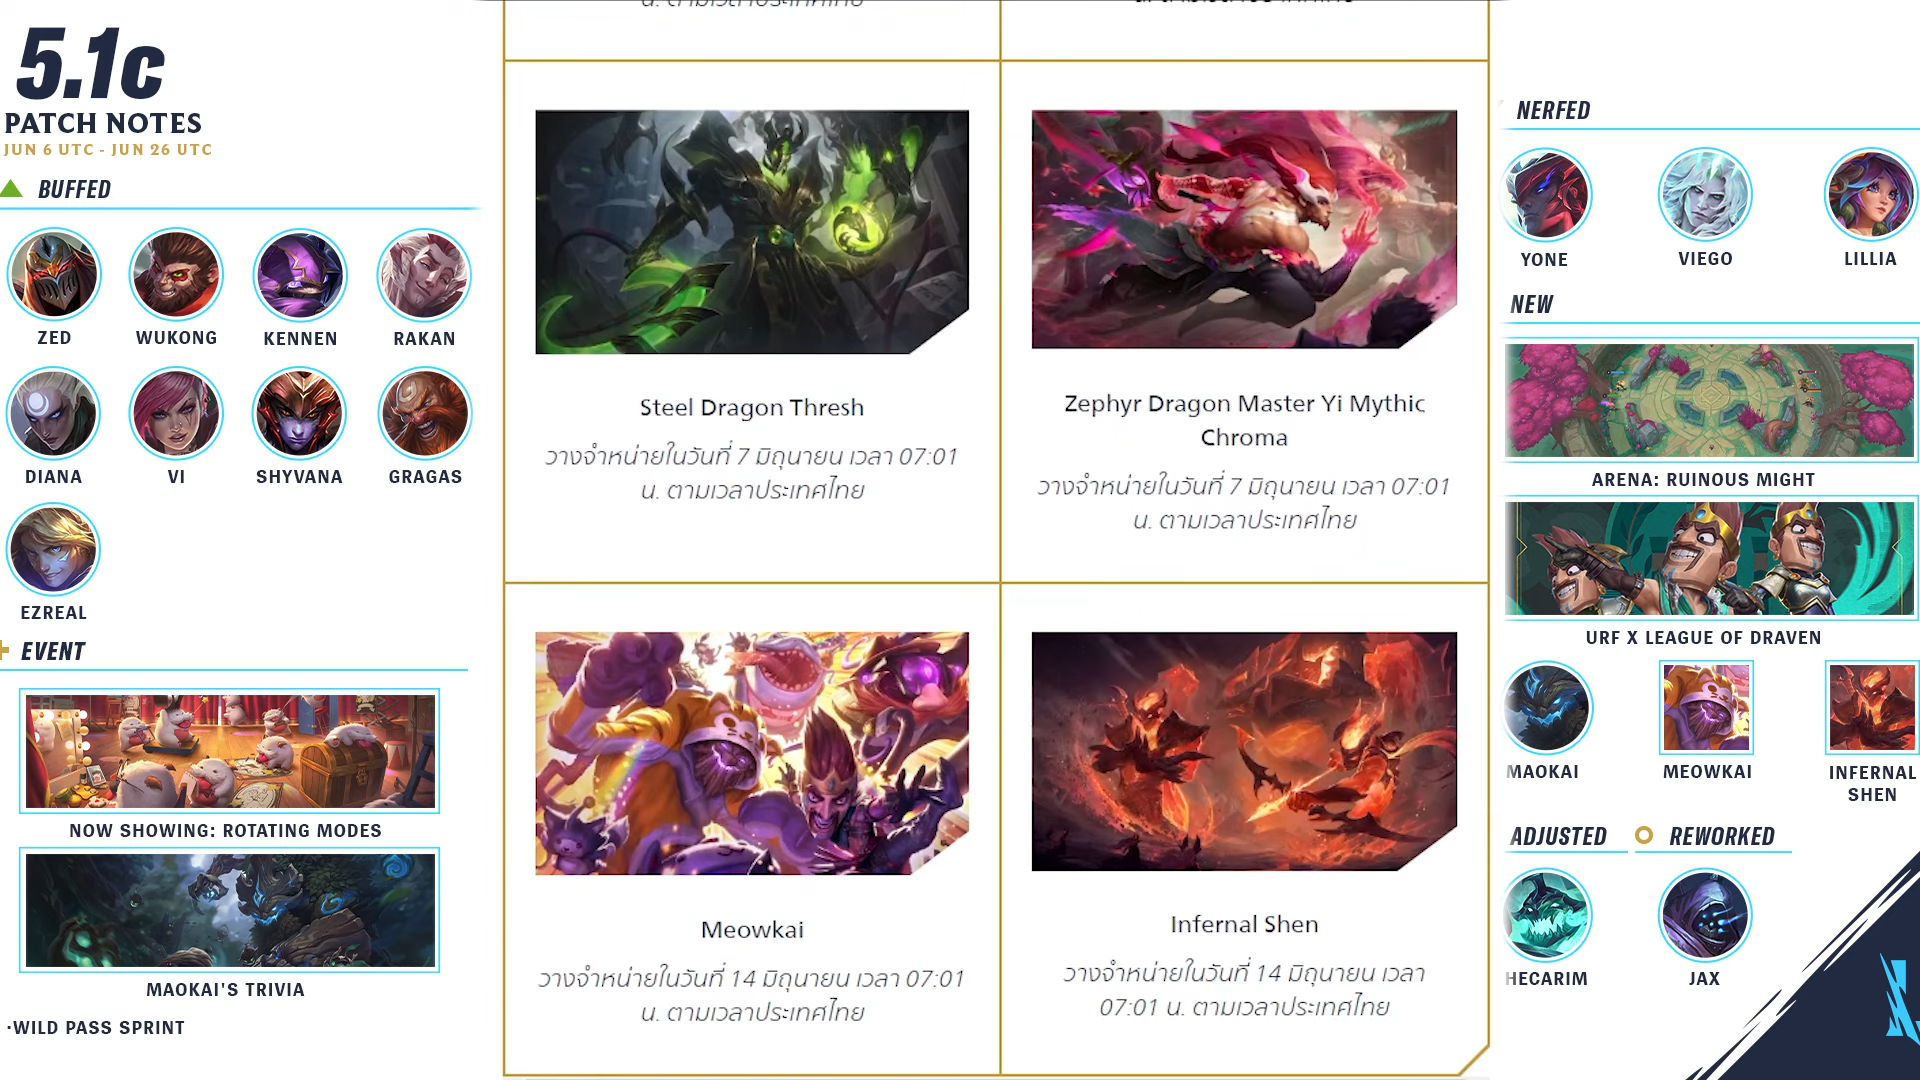 5.1c
PATCH NOTES
JUN 6 UTC - JUN 26 UTC
BUFFED
ZED
WUKONG
KENNEN
RAKAN
DIANA
VI
SHYVANA
GRAGAS
EZREAL
EVENT
NOW SHOWING: ROTATING MODES
MAOKAI'S TRIVIA
·WILD PASS SPRINT
Steel Dragon Thresh
วางจำหน่ายในวันที่ 7 มิถุนายน เวลา 07:01
น. ตามเวลาประเทศไทย
Zephyr Dragon Master Yi Mythic
Chroma
วางจำหน่ายในวันที่ 7 มิถุนายน เวลา 07:01
น. ตามเวลาประเทศไทย
Meowkai
วางจำหน่ายในวันที่ 14 มิถุนายน เวลา 07:01
น. ตามเวลาประเทศไทย
Infernal Shen
วางจำหน่ายในวันที่ 14 มิถุนายน เวลา
07:01 น. ตามเวลาประเทศไทย
NERFED
YONE
VIEGO
LILLIA
NEW
ARENA: RUINOUS MIGHT
URF X LEAGUE OF DRAVEN
MAOKAI
MEOWKAI
INFERNAL
SHEN
ADJUSTED
REWORKED
HECARIM
JAX